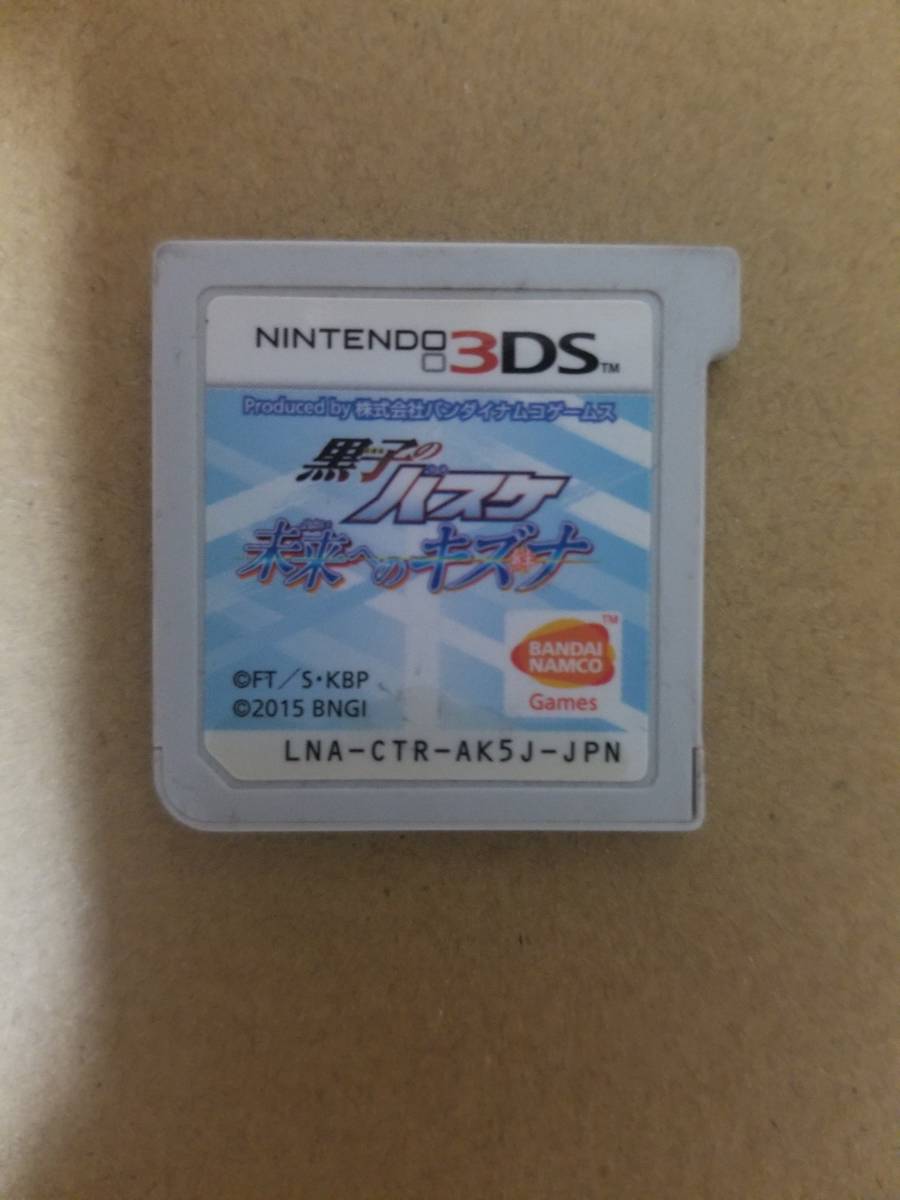 NINTENDO 3DS™
Produced by 株式会社バンダイナムコゲームス
黒子の
バスケ
未来へのキズナ
BANDAI
NAMCO
™
Games
©FT／S・KBP
©2015 BNGI
LNA-CTR-AK5J-JPN